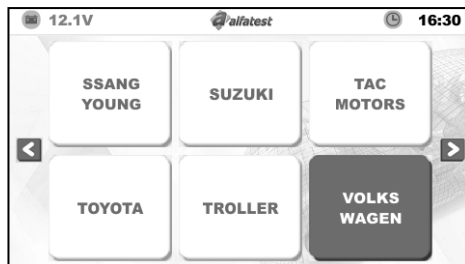 12.1V alfatest 16:30
SSANG
YOUNG
SUZUKI
TAC
MOTORS
TOYOTA
TROLLER
VOLKS
WAGEN